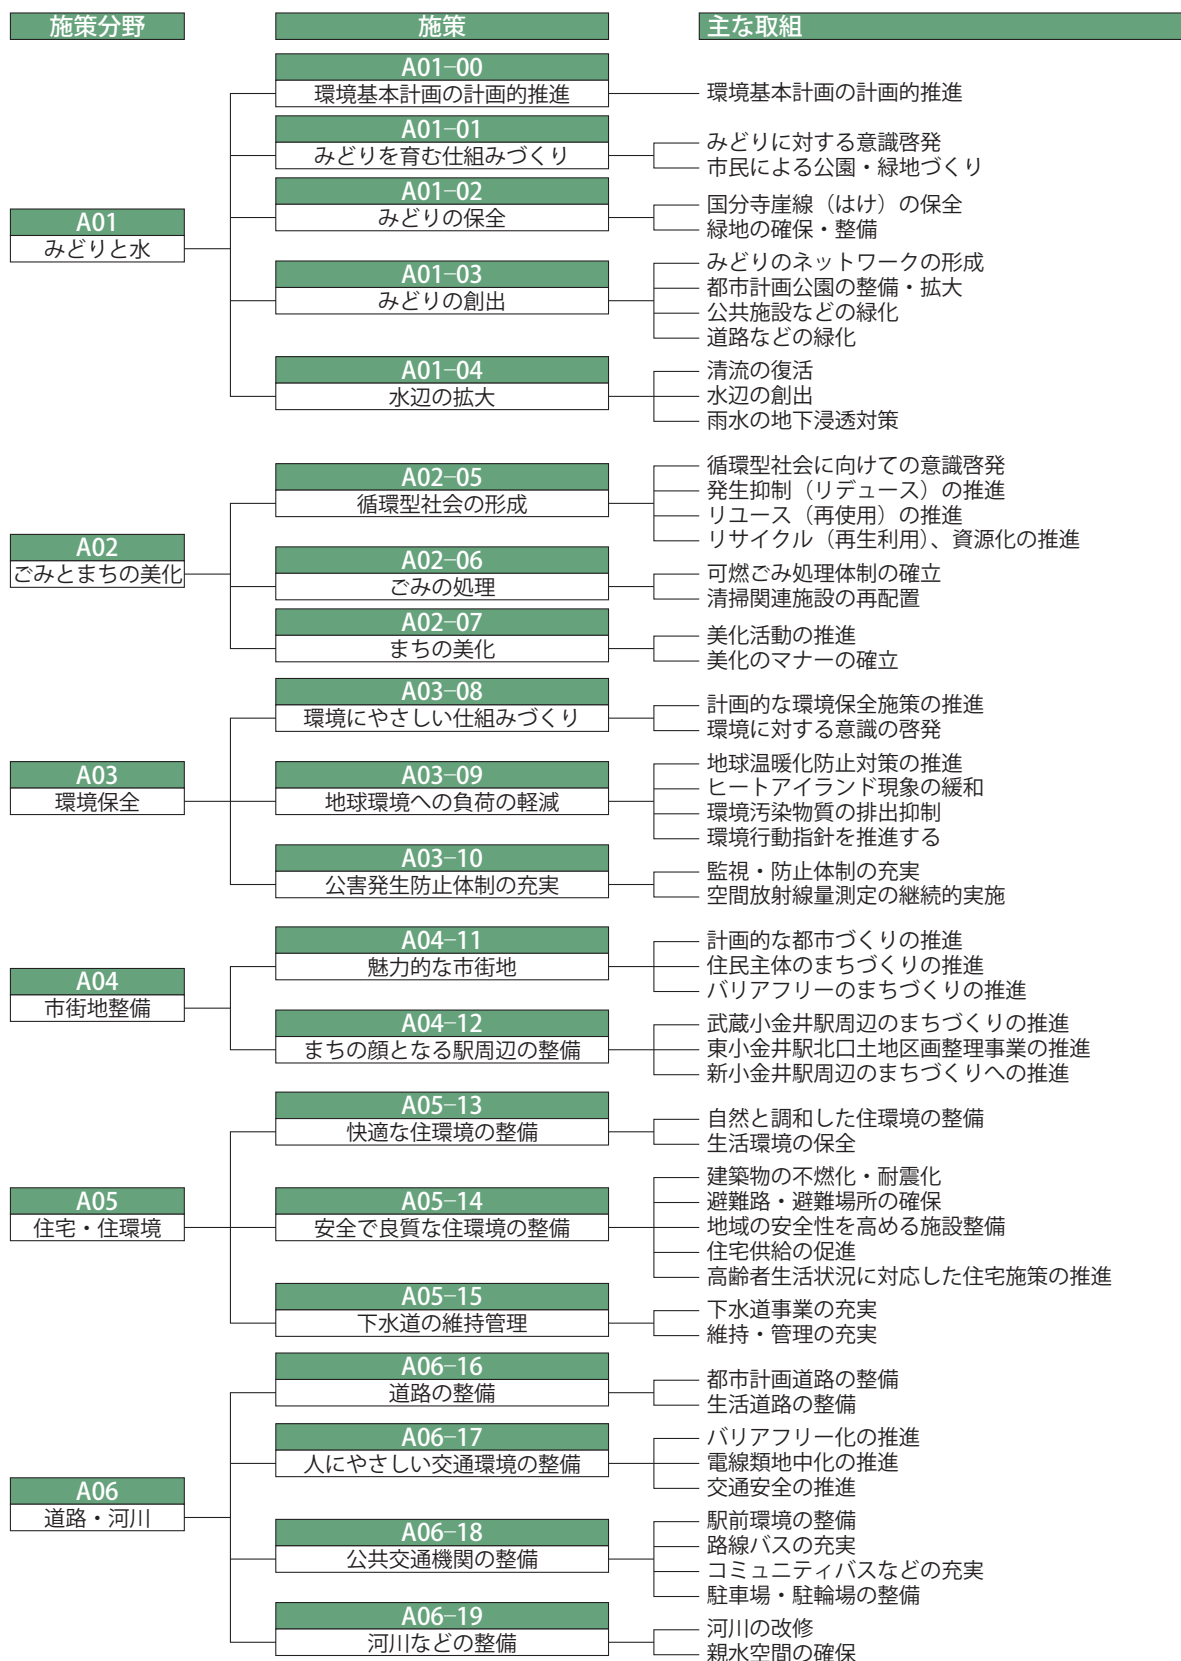 施策分野
施策
主な取組
A01
みどりと水
A01-00
環境基本計画の計画的推進
環境基本計画の計画的推進
A01-01
みどりを育む仕組みづくり
みどりに対する意識啓発
市民による公園・緑地づくり
A01-02
みどりの保全
国分寺崖線（はけ）の保全
緑地の確保・整備
A01-03
みどりの創出
みどりのネットワークの形成
都市計画公園の整備・拡大
公共施設などの緑化
道路などの緑化
A01-04
水辺の拡大
清流の復活
水辺の創出
雨水の地下浸透対策
A02
ごみとまちの美化
A02-05
循環型社会の形成
循環型社会に向けての意識啓発
発生抑制（リデュース）の推進
リユース（再使用）の推進
リサイクル（再生利用）、資源化の推進
A02-06
ごみの処理
可燃ごみ処理体制の確立
清掃関連施設の再配置
A02-07
まちの美化
美化活動の推進
美化のマナーの確立
A03
環境保全
A03-08
環境にやさしい仕組みづくり
計画的な環境保全施策の推進
環境に対する意識の啓発
A03-09
地球環境への負荷の軽減
地球温暖化防止対策の推進
ヒートアイランド現象の緩和
環境汚染物質の排出抑制
環境行動指針を推進する
A03-10
公害発生防止体制の充実
監視・防止体制の充実
空間放射線量測定の継続的実施
A04
市街地整備
A04-11
魅力的な市街地
計画的な都市づくりの推進
住民主体のまちづくりの推進
バリアフリーのまちづくりの推進
A04-12
まちの顔となる駅周辺の整備
武蔵小金井駅周辺のまちづくりの推進
東小金井駅北口土地区画整理事業の推進
新小金井駅周辺のまちづくりへの推進
A05
住宅・住環境
A05-13
快適な住環境の整備
自然と調和した住環境の整備
生活環境の保全
A05-14
安全で良質な住環境の整備
建築物の不燃化・耐震化
避難路・避難場所の確保
地域の安全性を高める施設整備
住宅供給の促進
高齢者生活状況に対応した住宅施策の推進
A05-15
下水道の維持管理
下水道事業の充実
維持・管理の充実
A06
道路・河川
A06-16
道路の整備
都市計画道路の整備
生活道路の整備
A06-17
人にやさしい交通環境の整備
バリアフリー化の推進
電線類地中化の推進
交通安全の推進
A06-18
公共交通機関の整備
駅前環境の整備
路線バスの充実
コミュニティバスなどの充実
駐車場・駐輪場の整備
A06-19
河川などの整備
河川の改修
親水空間の確保